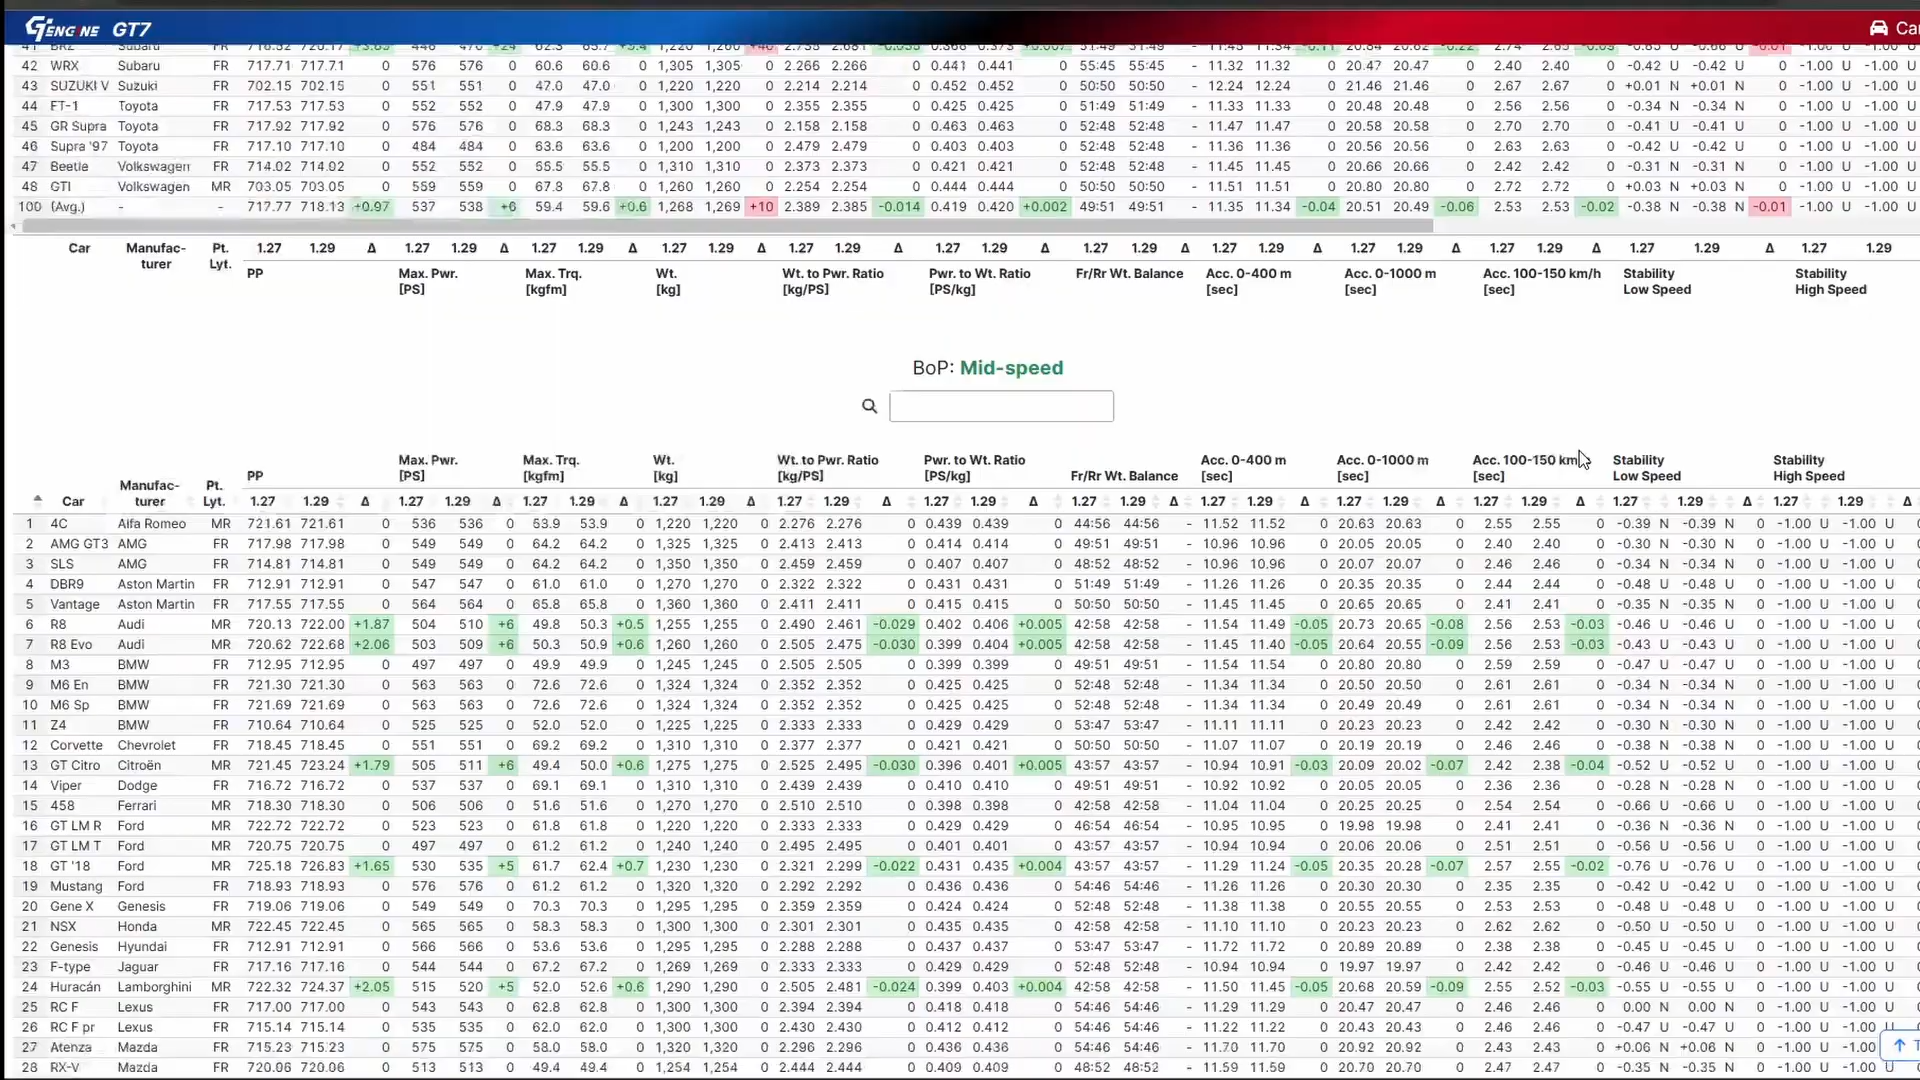 GT ENGINE GT7 Car
41 BRZ Subaru FR 716.52 720.17 +3.65 446 470 +24 62.3 65.7 +3.4 1,220 1,260 +40 2.735 2.681 0.366 0.373 +0.007 51:49 51:49 - 11.45 11.34 -0.11 20.84 20.62 -0.22 2.74 2.65 -0.09 -0.65 U -0.66 U -0.01 -1.00 U -1.00 U
42 WRX Subaru FR 717.71 717.71 0 576 576 0 60.6 60.6 0 1,305 1,305 0 2.266 2.266 0 0.441 0.441 0 55:45 55:45 - 11.32 11.32 0 20.47 20.47 0 2.40 2.40 0 -0.42 U -0.42 U 0 -1.00 U -1.00 U
43 SUZUKI V Suzuki FR 702.15 702.15 0 551 551 0 47.0 47.0 0 1,220 1,220 0 2.214 2.214 0 0.452 0.452 0 50:50 50:50 - 12.24 12.24 0 21.46 21.46 0 2.67 2.67 0 +0.01 N +0.01 N 0 -1.00 U -1.00 U
44 FT-1 Toyota FR 717.53 717.53 0 552 552 0 47.9 47.9 0 1,300 1,300 0 2.355 2.355 0 0.425 0.425 0 51:49 51:49 - 11.33 11.33 0 20.48 20.48 0 2.56 2.56 0 -0.34 U -0.34 U 0 -1.00 U -1.00 U
45 GR Supra Toyota FR 717.92 717.92 0 576 576 0 68.3 68.3 0 1,243 1,243 0 2.158 2.158 0 0.463 0.463 0 52:48 52:48 - 11.47 11.47 0 20.58 20.58 0 2.70 2.70 0 -0.41 U -0.41 U 0 -1.00 U -1.00 U
46 Supra '97 Toyota FR 717.10 717.10 0 484 484 0 63.6 63.6 0 1,200 1,200 0 2.479 2.479 0 0.403 0.403 0 52:48 52:48 - 11.36 11.36 0 20.56 20.56 0 2.63 2.63 0 -0.42 U -0.42 U 0 -1.00 U -1.00 U
47 Beetle Volkswagen FR 714.02 714.02 0 552 552 0 55.5 55.5 0 1,310 1,310 0 2.373 2.373 0 0.421 0.421 0 52:48 52:48 - 11.45 11.45 0 20.66 20.66 0 2.42 2.42 0 -0.31 N -0.31 N 0 -1.00 U -1.00 U
48 GTI Volkswagen MR 703.05 703.05 0 559 559 0 67.8 67.8 0 1,260 1,260 0 2.254 2.254 0 0.444 0.444 0 50:50 50:50 - 11.51 11.51 0 20.80 20.80 0 2.72 2.72 0 +0.03 N +0.03 N 0 -1.00 U -1.00 U
100 (Avg.) - - 717.77 718.13 +0.97 537 538 +6 59.4 59.6 +0.6 1,268 1,269 +10 2.389 2.385 -0.014 0.419 0.420 +0.002 49:51 49:51 - 11.35 11.34 -0.04 20.51 20.49 -0.06 2.53 2.53 -0.02 -0.38 N -0.38 N -0.01 -1.00 U -1.00 U
Car Manufac-turer Pt. Lyt. 1.27 1.29 Δ 1.27 1.29 Δ 1.27 1.29 Δ 1.27 1.29 Δ 1.27 1.29 Δ 1.27 1.29 Δ 1.27 1.29 Δ 1.27 1.29 Δ 1.27 1.29 Δ 1.27 1.29 Δ 1.27 1.29 Δ 1.27 1.29
PP Max. Pwr. [PS] Max. Trq. [kgfm] Wt. [kg] Wt. to Pwr. Ratio [kg/PS] Pwr. to Wt. Ratio [PS/kg] Fr/Rr Wt. Balance Acc. 0-400 m [sec] Acc. 0-1000 m [sec] Acc. 100-150 km/h [sec] Stability Low Speed Stability High Speed
BoP: Mid-speed
Car Manufac-turer Pt. Lyt. PP Max. Pwr. [PS] Max. Trq. [kgfm] Wt. [kg] Wt. to Pwr. Ratio [kg/PS] Pwr. to Wt. Ratio [PS/kg] Fr/Rr Wt. Balance Acc. 0-400 m [sec] Acc. 0-1000 m [sec] Acc. 100-150 km [sec] Stability Low Speed Stability High Speed
1.27 1.29 Δ 1.27 1.29 Δ 1.27 1.29 Δ 1.27 1.29 Δ 1.27 1.29 Δ 1.27 1.29 Δ 1.27 1.29 Δ 1.27 1.29 Δ 1.27 1.29 Δ 1.27 1.29 Δ 1.27 1.29 Δ 1.27 1.29 Δ
1 4C Alfa Romeo MR 721.61 721.61 0 536 536 0 53.9 53.9 0 1,220 1,220 0 2.276 2.276 0 0.439 0.439 0 44:56 44:56 - 11.52 11.52 0 20.63 20.63 0 2.55 2.55 0 -0.39 N -0.39 N 0 -1.00 U -1.00 U
2 AMG GT3 AMG FR 717.98 717.98 0 549 549 0 64.2 64.2 0 1,325 1,325 0 2.413 2.413 0 0.414 0.414 0 49:51 49:51 - 10.96 10.96 0 20.05 20.05 0 2.40 2.40 0 -0.30 N -0.30 N 0 -1.00 U -1.00 U
3 SLS AMG FR 714.81 714.81 0 549 549 0 64.2 64.2 0 1,350 1,350 0 2.459 2.459 0 0.407 0.407 0 48:52 48:52 - 10.96 10.96 0 20.07 20.07 0 2.46 2.46 0 -0.34 N -0.34 N 0 -1.00 U -1.00 U
4 DBR9 Aston Martin FR 712.91 712.91 0 547 547 0 61.0 61.0 0 1,270 1,270 0 2.322 2.322 0 0.431 0.431 0 51:49 51:49 - 11.26 11.26 0 20.35 20.35 0 2.44 2.44 0 -0.48 U -0.48 U 0 -1.00 U -1.00 U
5 Vantage Aston Martin FR 717.55 717.55 0 564 564 0 65.8 65.8 0 1,360 1,360 0 2.411 2.411 0 0.415 0.415 0 50:50 50:50 - 11.45 11.45 0 20.65 20.65 0 2.41 2.41 0 -0.35 N -0.35 N 0 -1.00 U -1.00 U
6 R8 Audi MR 720.13 722.00 +1.87 504 510 +6 49.8 50.3 +0.5 1,255 1,255 0 2.490 2.461 -0.029 0.402 0.406 +0.005 42:58 42:58 - 11.54 11.49 -0.05 20.73 20.65 -0.08 2.56 2.53 -0.03 -0.46 U -0.46 U 0 -1.00 U -1.00 U
7 R8 Evo Audi MR 720.62 722.68 +2.06 503 509 +6 50.3 50.9 +0.6 1,260 1,260 0 2.505 2.475 -0.030 0.399 0.404 +0.005 42:58 42:58 - 11.45 11.40 -0.05 20.64 20.55 -0.09 2.56 2.53 -0.03 -0.43 U -0.43 U 0 -1.00 U -1.00 U
8 M3 BMW FR 712.95 712.95 0 497 497 0 49.9 49.9 0 1,245 1,245 0 2.505 2.505 0 0.399 0.399 0 49:51 49:51 - 11.54 11.54 0 20.80 20.80 0 2.59 2.59 0 -0.47 U -0.47 U 0 -1.00 U -1.00 U
9 M6 En BMW FR 721.30 721.30 0 563 563 0 72.6 72.6 0 1,324 1,324 0 2.352 2.352 0 0.425 0.425 0 52:48 52:48 - 11.34 11.34 0 20.50 20.50 0 2.61 2.61 0 -0.34 N -0.34 N 0 -1.00 U -1.00 U
10 M6 Sp BMW FR 721.69 721.69 0 563 563 0 72.6 72.6 0 1,324 1,324 0 2.352 2.352 0 0.425 0.425 0 52:48 52:48 - 11.34 11.34 0 20.49 20.49 0 2.61 2.61 0 -0.34 N -0.34 N 0 -1.00 U -1.00 U
11 Z4 BMW FR 710.64 710.64 0 525 525 0 52.0 52.0 0 1,225 1,225 0 2.333 2.333 0 0.429 0.429 0 53:47 53:47 - 11.11 11.11 0 20.23 20.23 0 2.42 2.42 0 -0.30 N -0.30 N 0 -1.00 U -1.00 U
12 Corvette Chevrolet FR 718.45 718.45 0 551 551 0 69.2 69.2 0 1,310 1,310 0 2.377 2.377 0 0.421 0.421 0 50:50 50:50 - 11.07 11.07 0 20.19 20.19 0 2.46 2.46 0 -0.38 N -0.38 N 0 -1.00 U -1.00 U
13 GT Citro Citroën MR 721.45 723.24 +1.79 505 511 +6 49.4 50.0 +0.6 1,275 1,275 0 2.525 2.495 -0.030 0.396 0.401 +0.005 43:57 43:57 - 10.94 10.91 -0.03 20.09 20.02 -0.07 2.42 2.38 -0.04 -0.52 U -0.52 U 0 -1.00 U -1.00 U
14 Viper Dodge FR 716.72 716.72 0 537 537 0 69.1 69.1 0 1,310 1,310 0 2.439 2.439 0 0.410 0.410 0 49:51 49:51 - 10.92 10.92 0 20.05 20.05 0 2.36 2.36 0 -0.28 N -0.28 N 0 -1.00 U -1.00 U
15 458 Ferrari MR 718.30 718.30 0 506 506 0 51.6 51.6 0 1,270 1,270 0 2.510 2.510 0 0.398 0.398 0 42:58 42:58 - 11.04 11.04 0 20.25 20.25 0 2.54 2.54 0 -0.66 U -0.66 U 0 -1.00 U -1.00 U
16 GT LM R Ford MR 722.72 722.72 0 523 523 0 61.8 61.8 0 1,220 1,220 0 2.333 2.333 0 0.429 0.429 0 46:54 46:54 - 10.95 10.95 0 19.98 19.98 0 2.41 2.41 0 -0.36 N -0.36 N 0 -1.00 U -1.00 U
17 GT LM T Ford MR 720.75 720.75 0 497 497 0 61.2 61.2 0 1,240 1,240 0 2.495 2.495 0 0.401 0.401 0 43:57 43:57 - 10.94 10.94 0 20.06 20.06 0 2.51 2.51 0 -0.56 U -0.56 U 0 -1.00 U -1.00 U
18 GT '18 Ford MR 725.18 726.83 +1.65 530 535 +5 61.7 62.4 +0.7 1,230 1,230 0 2.321 2.299 -0.022 0.431 0.435 +0.004 43:57 43:57 - 11.29 11.24 -0.05 20.35 20.28 -0.07 2.57 2.55 -0.02 -0.76 U -0.76 U 0 -1.00 U -1.00 U
19 Mustang Ford FR 718.93 718.93 0 576 576 0 61.2 61.2 0 1,320 1,320 0 2.292 2.292 0 0.436 0.436 0 54:46 54:46 - 11.26 11.26 0 20.30 20.30 0 2.35 2.35 0 -0.42 U -0.42 U 0 -1.00 U -1.00 U
20 Gene X Genesis FR 719.06 719.06 0 549 549 0 70.3 70.3 0 1,295 1,295 0 2.359 2.359 0 0.424 0.424 0 52:48 52:48 - 11.38 11.38 0 20.55 20.55 0 2.53 2.53 0 -0.48 U -0.48 U 0 -1.00 U -1.00 U
21 NSX Honda MR 722.45 722.45 0 565 565 0 58.3 58.3 0 1,300 1,300 0 2.301 2.301 0 0.435 0.435 0 42:58 42:58 - 11.10 11.10 0 20.23 20.23 0 2.62 2.62 0 -0.50 U -0.50 U 0 -1.00 U -1.00 U
22 Genesis Hyundai FR 712.91 712.91 0 566 566 0 53.6 53.6 0 1,295 1,295 0 2.288 2.288 0 0.437 0.437 0 53:47 53:47 - 11.72 11.72 0 20.89 20.89 0 2.38 2.38 0 -0.45 U -0.45 U 0 -1.00 U -1.00 U
23 F-type Jaguar FR 717.16 717.16 0 544 544 0 67.2 67.2 0 1,269 1,269 0 2.333 2.333 0 0.429 0.429 0 52:48 52:48 - 10.94 10.94 0 19.97 19.97 0 2.42 2.42 0 -0.46 U -0.46 U 0 -1.00 U -1.00 U
24 Huracán Lamborghini MR 722.32 724.37 +2.05 515 520 +5 52.0 52.6 +0.6 1,290 1,290 0 2.505 2.481 -0.024 0.399 0.403 +0.004 42:58 42:58 - 11.50 11.45 -0.05 20.68 20.59 -0.09 2.55 2.52 -0.03 -0.55 U -0.55 U 0 -1.00 U -1.00 U
25 RC F Lexus FR 717.00 717.00 0 543 543 0 62.8 62.8 0 1,300 1,300 0 2.394 2.394 0 0.418 0.418 0 54:46 54:46 - 11.29 11.29 0 20.47 20.47 0 2.46 2.46 0 0.00 N 0.00 N 0 -1.00 U -1.00 U
26 RC F pr Lexus FR 715.14 715.14 0 535 535 0 62.0 62.0 0 1,300 1,300 0 2.430 2.430 0 0.412 0.412 0 54:46 54:46 - 11.22 11.22 0 20.43 20.43 0 2.46 2.46 0 -0.47 U -0.47 U 0 -1.00 U -1.00 U
27 Atenza Mazda FR 715.23 715.23 0 575 575 0 58.0 58.0 0 1,320 1,320 0 2.296 2.296 0 0.436 0.436 0 54:46 54:46 - 11.70 11.70 0 20.92 20.92 0 2.43 2.43 0 +0.06 N +0.06 N 0 -1.00 U -1.00 U
28 RX-V Mazda FR 720.06 720.06 0 513 513 0 49.4 49.4 0 1,254 1,254 0 2.444 2.444 0 0.409 0.409 0 48:52 48:52 - 11.59 11.59 0 20.70 20.70 0 2.47 2.47 0 -0.35 N -0.35 N 0 -1.00 U -1.00 U